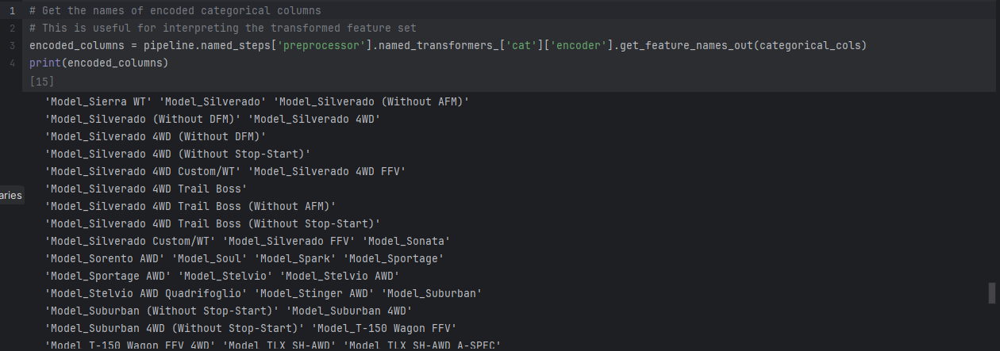 1 # Get the names of encoded categorical columns
2 # This is useful for interpreting the transformed feature set
3 encoded_columns = pipeline.named_steps['preprocessor'].named_transformers_['cat']['encoder'].get_feature_names_out(categorical_cols)
4 print(encoded_columns)
[15]
'Model_Sierra WT' 'Model_Silverado' 'Model_Silverado (Without AFM)'
'Model_Silverado (Without DFM)' 'Model_Silverado 4WD'
'Model_Silverado 4WD (Without DFM)'
'Model_Silverado 4WD (Without Stop-Start)'
'Model_Silverado 4WD Custom/WT' 'Model_Silverado 4WD FFV'
'Model_Silverado 4WD Trail Boss'
aries
'Model_Silverado 4WD Trail Boss (Without AFM)'
'Model_Silverado 4WD Trail Boss (Without Stop-Start)'
'Model_Silverado Custom/WT' 'Model_Silverado FFV' 'Model_Sonata'
'Model_Sorento AWD' 'Model_Soul' 'Model_Spark' 'Model_Sportage'
'Model_Sportage AWD' 'Model_Stelvio' 'Model_Stelvio AWD'
'Model_Stelvio AWD Quadrifoglio' 'Model_Stinger AWD' 'Model_Suburban'
'Model_Suburban (Without Stop-Start)' 'Model_Suburban 4WD'
'Model_Suburban 4WD (Without Stop-Start)' 'Model_T-150 Wagon FFV'
'Model_T-150 Wagon FFV 4WD' 'Model_TLX SH-AWD' 'Model_TLX SH-AWD A-SPEC'